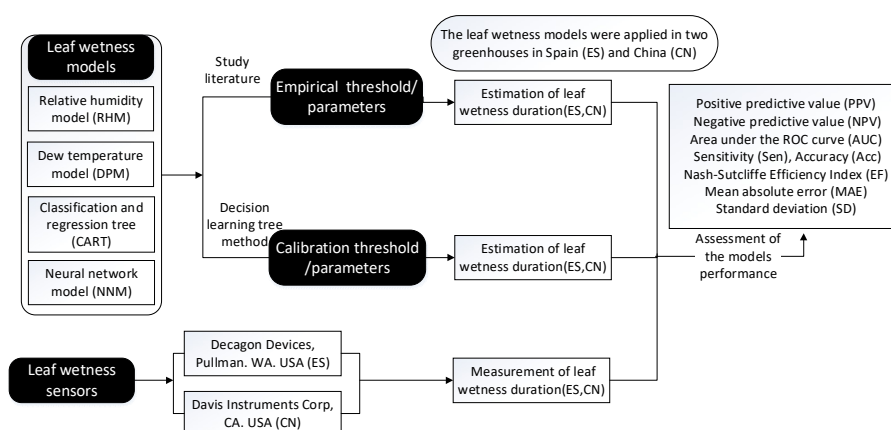 Leaf wetness
models
Relative humidity
model (RHM)
Dew temperature
model (DPM)
Classification and
regression tree
(CART)
Neural network
model (NNM)
Study
literature
Decision
learning tree
method
Empirical threshold/
parameters
Calibration threshold
/parameters
The leaf wetness models were applied in two
greenhouses in Spain (ES) and China (CN)
Estimation of leaf
wetness duration(ES,CN)
Estimation of leaf
wetness duration(ES,CN)
Positive predictive value (PPV)
Negative predictive value (NPV)
Area under the ROC curve (AUC)
Sensitivity (Sen), Accuracy (Acc)
Nash-Sutcliffe Efficiency Index (EF)
Mean absolute error (MAE)
Standard deviation (SD)
Assessment of
the models
performance
Leaf wetness
sensors
Decagon Devices,
Pullman. WA. USA (ES)
Davis Instruments Corp,
CA. USA (CN)
Measurement of leaf
wetness duration(ES,CN)